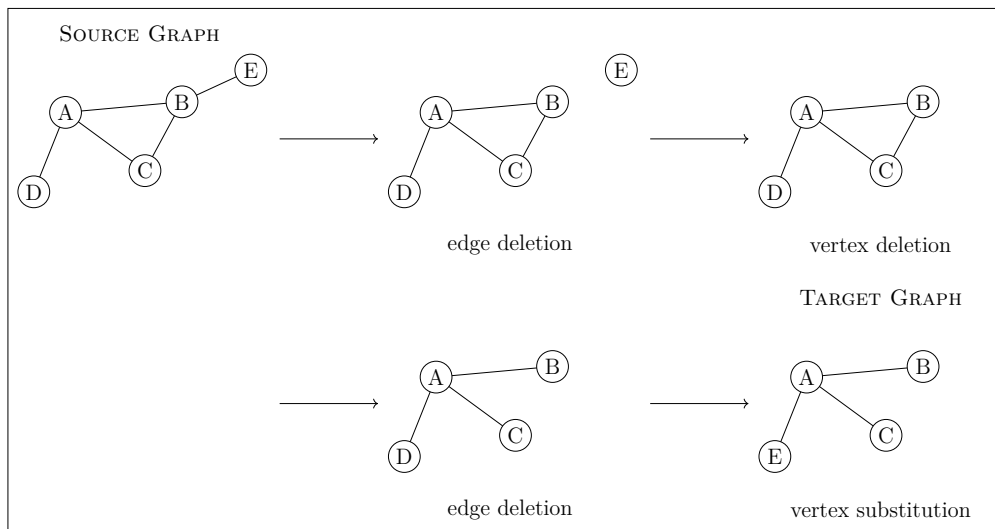 SOURCE GRAPH
E
B
A
C
D
E
B
A
C
D
B
A
C
D
edge deletion
vertex deletion
TARGET GRAPH
B
A
C
D
B
A
C
E
edge deletion
vertex substitution